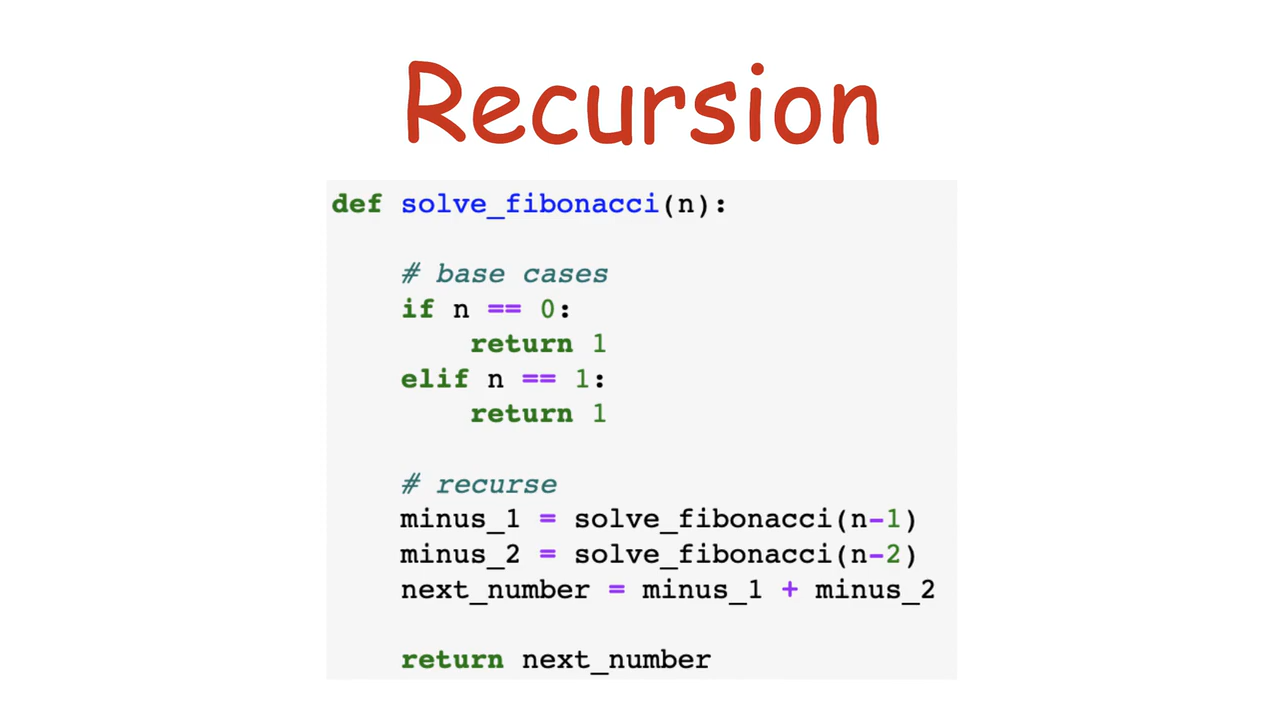 Recursion
def solve_fibonacci(n):
    # base cases
    if n == 0:
        return 1
    elif n == 1:
        return 1
    # recurse
    minus_1 = solve_fibonacci(n-1)
    minus_2 = solve_fibonacci(n-2)
    next_number = minus_1 + minus_2
    return next_number